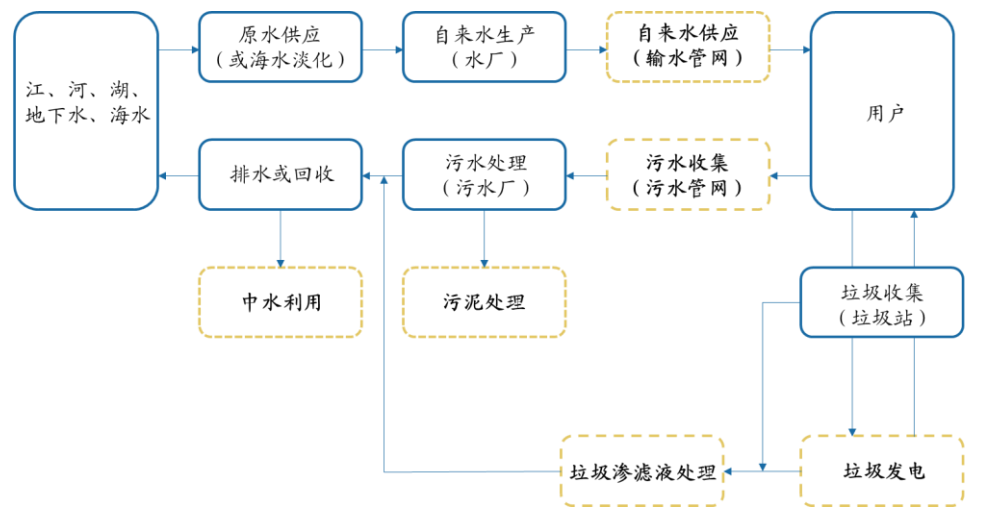 江、河、湖、
地下水、海水
原水供应
（或海水淡化）
自来水生产
（水厂）
自来水供应
（输水管网）
用户
排水或回收
污水处理
（污水厂）
污水收集
（污水管网）
中水利用
污泥处理
垃圾收集
（垃圾站）
垃圾渗滤液处理
垃圾发电